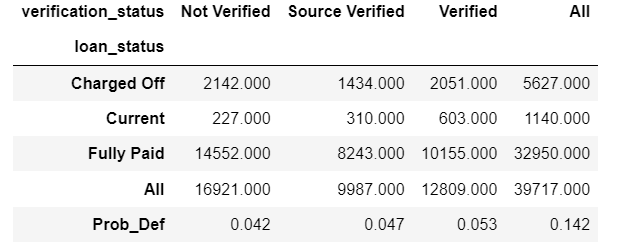 verification_status Not Verified Source Verified Verified All
loan_status
Charged Off 2142.000 1434.000 2051.000 5627.000
Current 227.000 310.000 603.000 1140.000
Fully Paid 14552.000 8243.000 10155.000 32950.000
All 16921.000 9987.000 12809.000 39717.000
Prob_Def 0.042 0.047 0.053 0.142